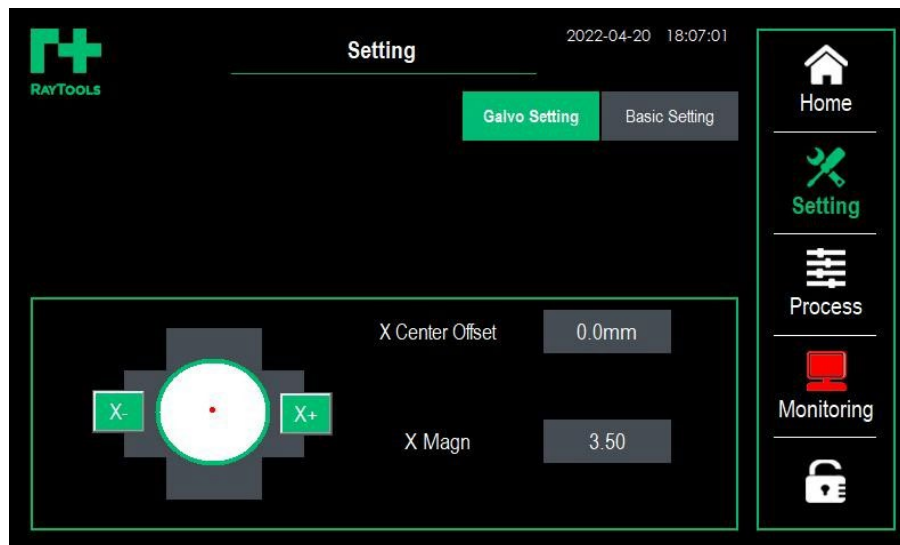 Setting
2022-04-20 18:07:01
RAYTOOLS
Galvo Setting
Basic Setting
Home
Setting
Process
Monitoring
X Center Offset 0.0mm
X- X+
X Magn 3.50